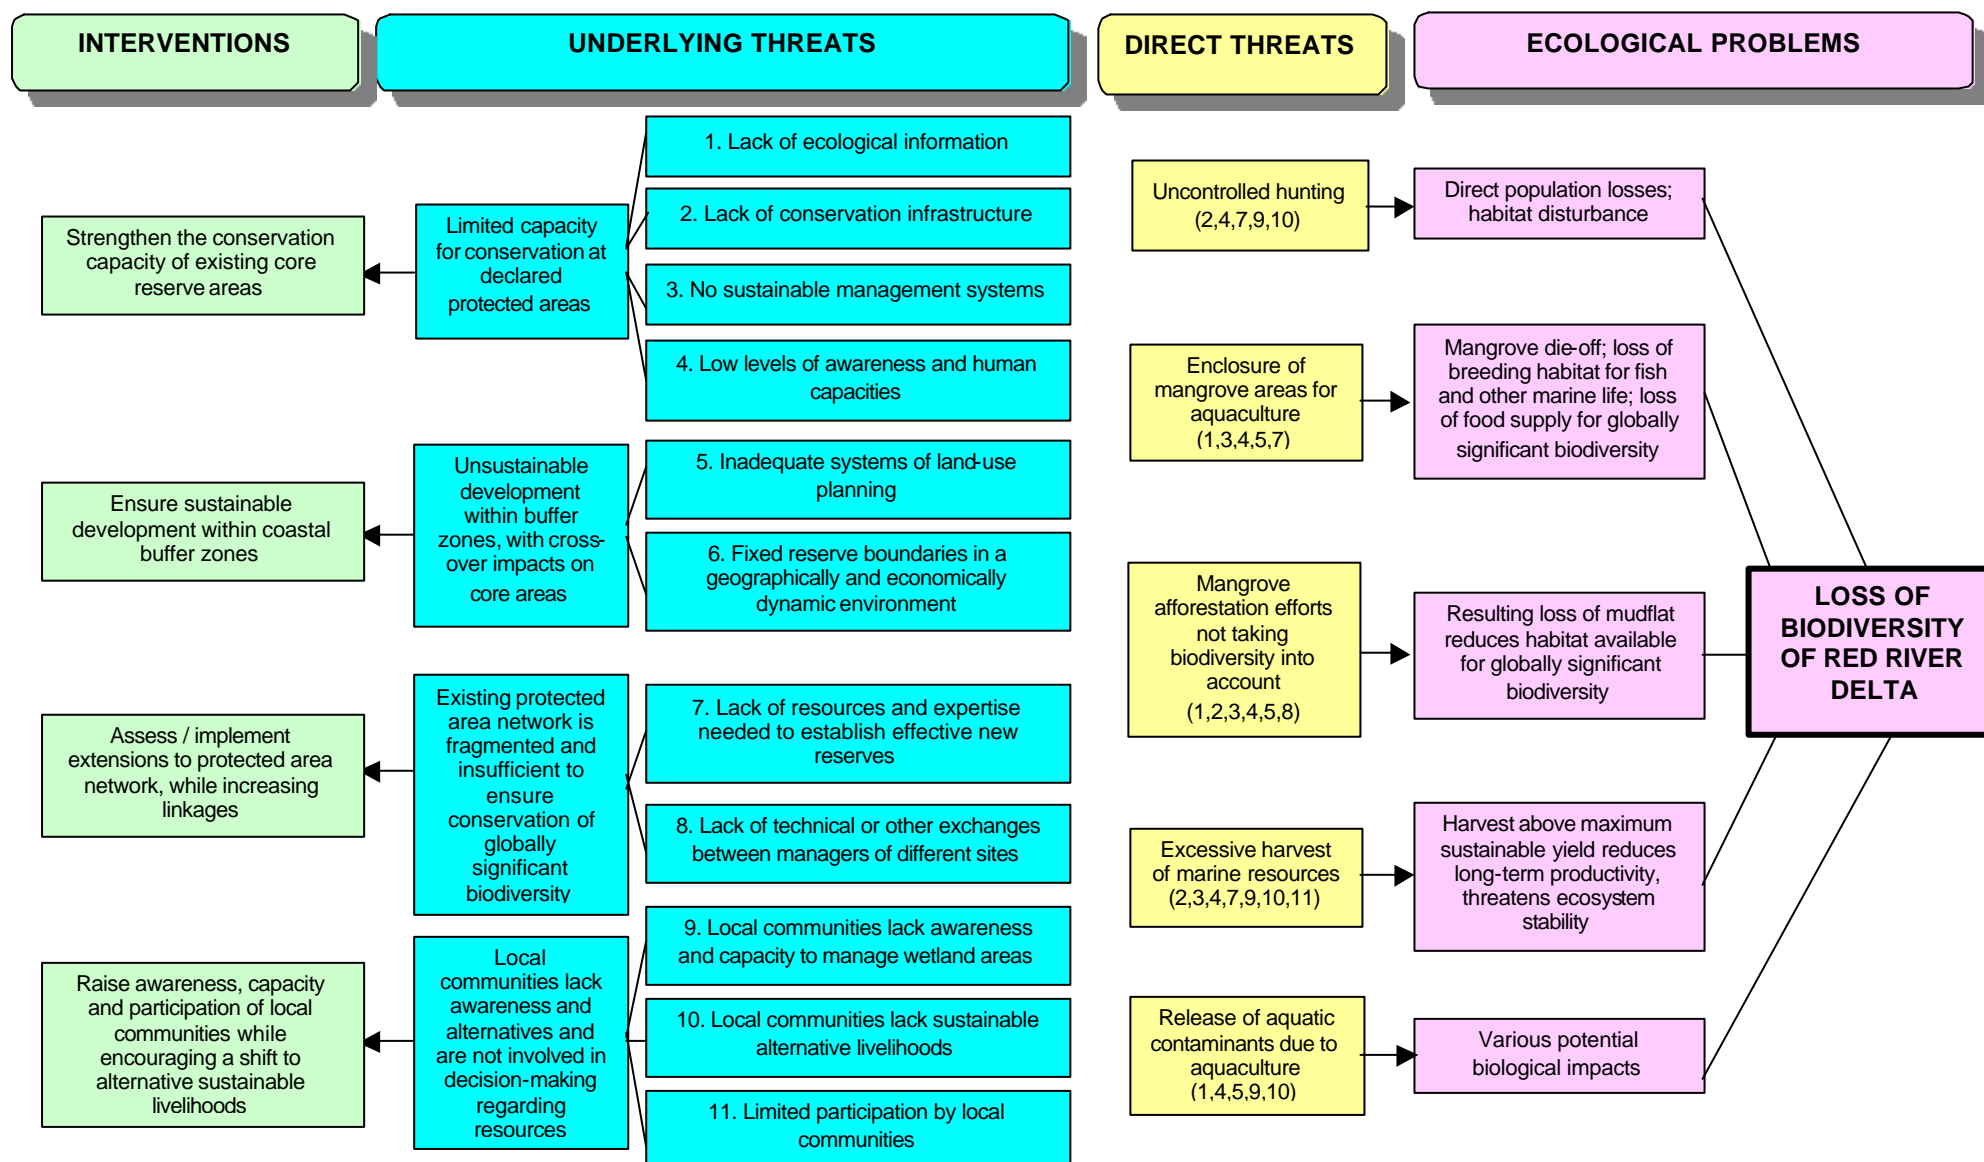 INTERVENTIONS
UNDERLYING THREATS
DIRECT THREATS
ECOLOGICAL PROBLEMS
Strengthen the conservation
capacity of existing core
reserve areas
Limited capacity
for conservation at
declared
protected areas
1. Lack of ecological information
2. Lack of conservation infrastructure
3. No sustainable management systems
4. Low levels of awareness and human
capacities
Ensure sustainable
development within coastal
buffer zones
Unsustainable
development
within buffer
zones, with cross-
over impacts on
core areas
5. Inadequate systems of land-use
planning
6. Fixed reserve boundaries in a
geographically and economically
dynamic environment
Assess / implement
extensions to protected area
network, while increasing
linkages
Existing protected
area network is
fragmented and
insufficient to
ensure
conservation of
globally
significant
biodiversity
7. Lack of resources and expertise
needed to establish effective new
reserves
8. Lack of technical or other exchanges
between managers of different sites
Raise awareness, capacity
and participation of local
communities while
encouraging a shift to
alternative sustainable
livelihoods
Local
communities lack
awareness and
alternatives and
are not involved in
decision-making
regarding
resources
9. Local communities lack awareness
and capacity to manage wetland areas
10. Local communities lack sustainable
alternative livelihoods
11. Limited participation by local
communities
Uncontrolled hunting
(2,4,7,9,10)
Direct population losses;
habitat disturbance
Enclosure of
mangrove areas for
aquaculture
(1,3,4,5,7)
Mangrove die-off; loss of
breeding habitat for fish
and other marine life; loss
of food supply for globally
significant biodiversity
Mangrove
afforestation efforts
not taking
biodiversity into
account
(1,2,3,4,5,8)
Resulting loss of mudflat
reduces habitat available
for globally significant
biodiversity
Excessive harvest
of marine resources
(2,3,4,7,9,10,11)
Harvest above maximum
sustainable yield reduces
long-term productivity,
threatens ecosystem
stability
Release of aquatic
contaminants due to
aquaculture
(1,4,5,9,10)
Various potential
biological impacts
LOSS OF
BIODIVERSITY
OF RED RIVER
DELTA